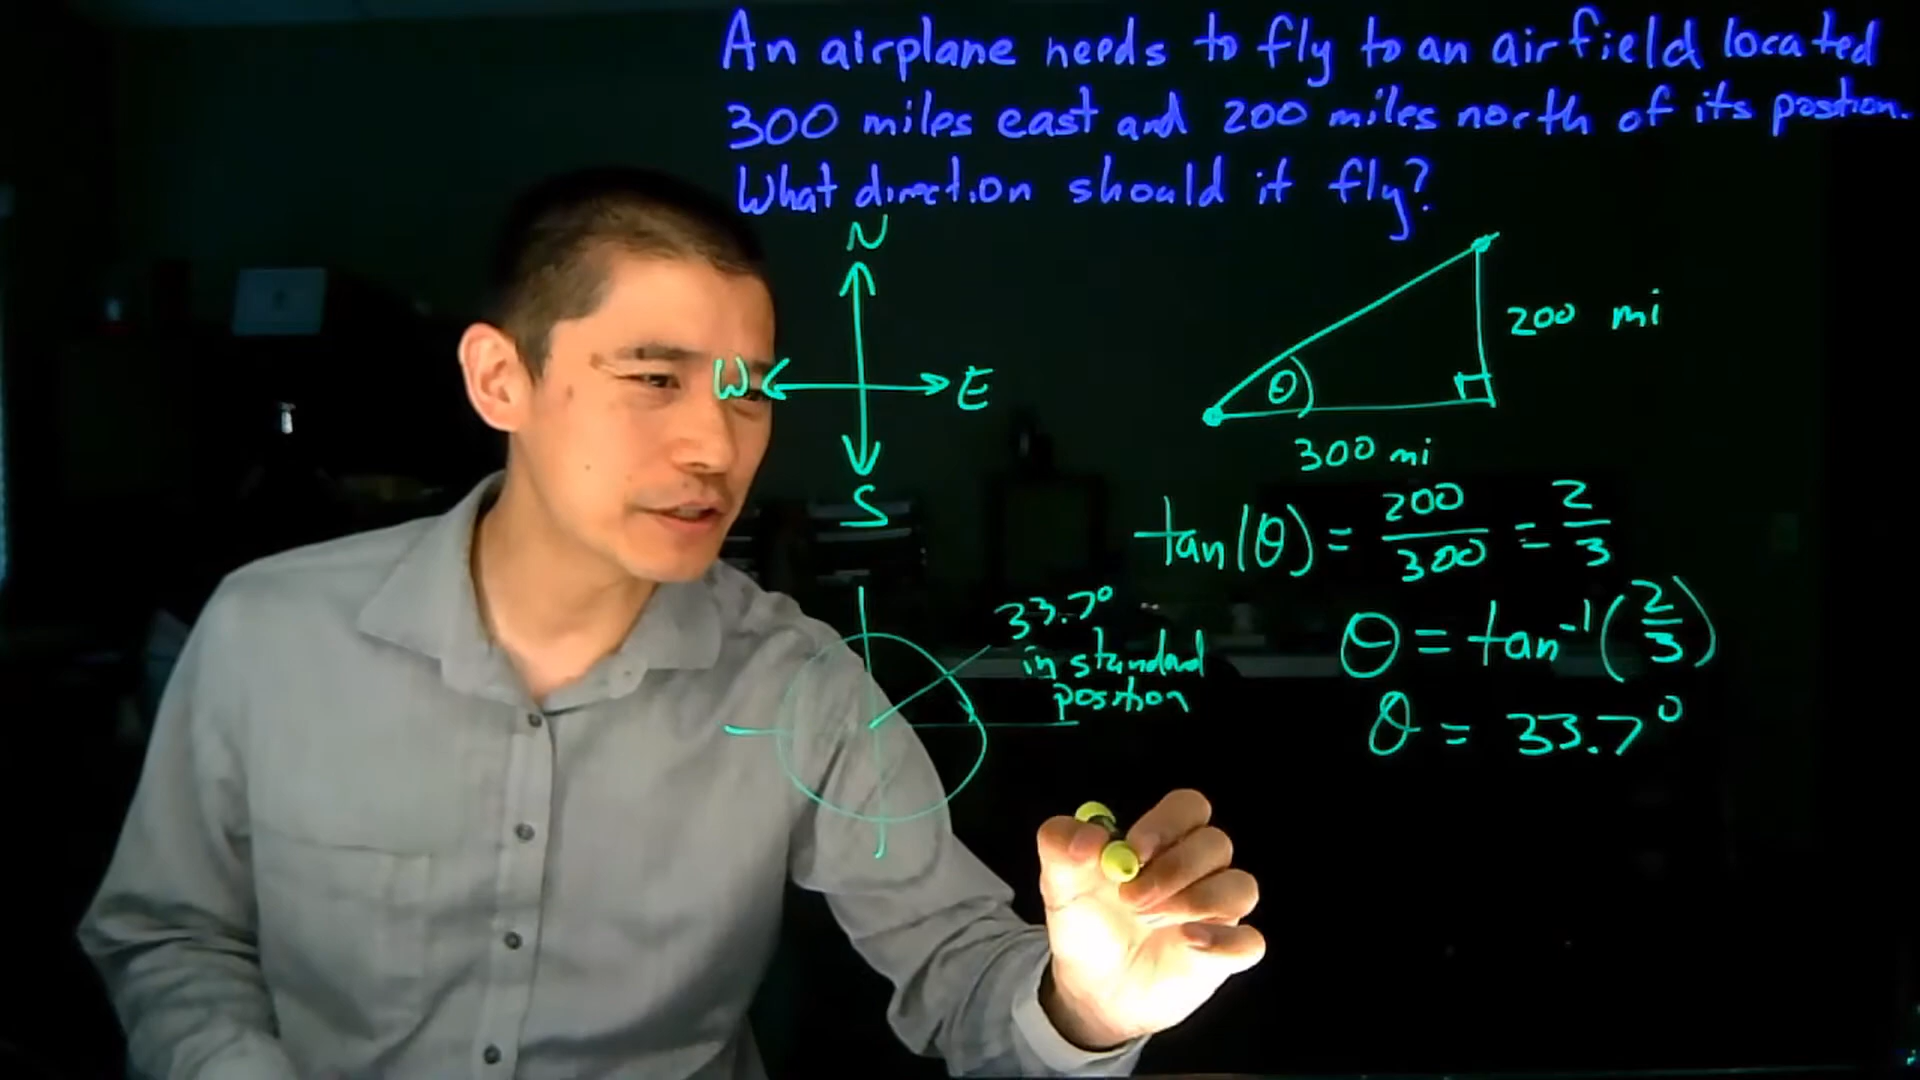 An airplane needs to fly to an airfield located
300 miles east and 200 miles north of its position.
What direction should it fly?
N
W E
S
θ
200 mi
300 mi
tan(θ) = 200/300 = 2/3
33.7°
in standard
position
θ = tan⁻¹(2/3)
θ = 33.7°